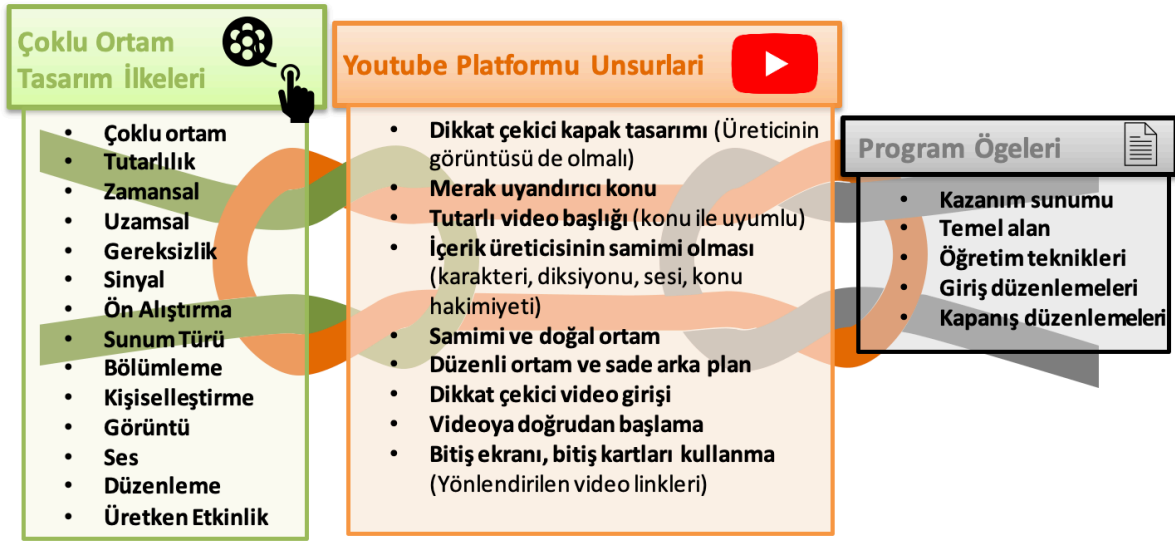 Çoklu Ortam
Tasarım İlkeleri
• Çoklu ortam
• Tutarlılık
• Zamansal
• Uzamsal
• Gereksizlik
• Sinyal
• Ön Alıştırma
• Sunum Türü
• Bölümleme
• Kişiselleştirme
• Görüntü
• Ses
• Düzenleme
• Üretken Etkinlik
Youtube Platformu Unsurlari
• Dikkat çekici kapak tasarımı (Üreticinin
görüntüsü de olmalı)
• Merak uyandırıcı konu
• Tutarlı video başlığı (konu ile uyumlu)
• İçerik üreticisinin samimi olması
(karakteri, diksiyonu, sesi, konu
hakimiyeti)
• Samimi ve doğal ortam
• Düzenli ortam ve sade arka plan
• Dikkat çekici video girişi
• Videoya doğrudan başlama
• Bitiş ekranı, bitiş kartları kullanma
(Yönlendirilen video linkleri)
Program Ögeleri
• Kazanım sunumu
• Temel alan
• Öğretim teknikleri
• Giriş düzenlemeleri
• Kapanış düzenlemeleri